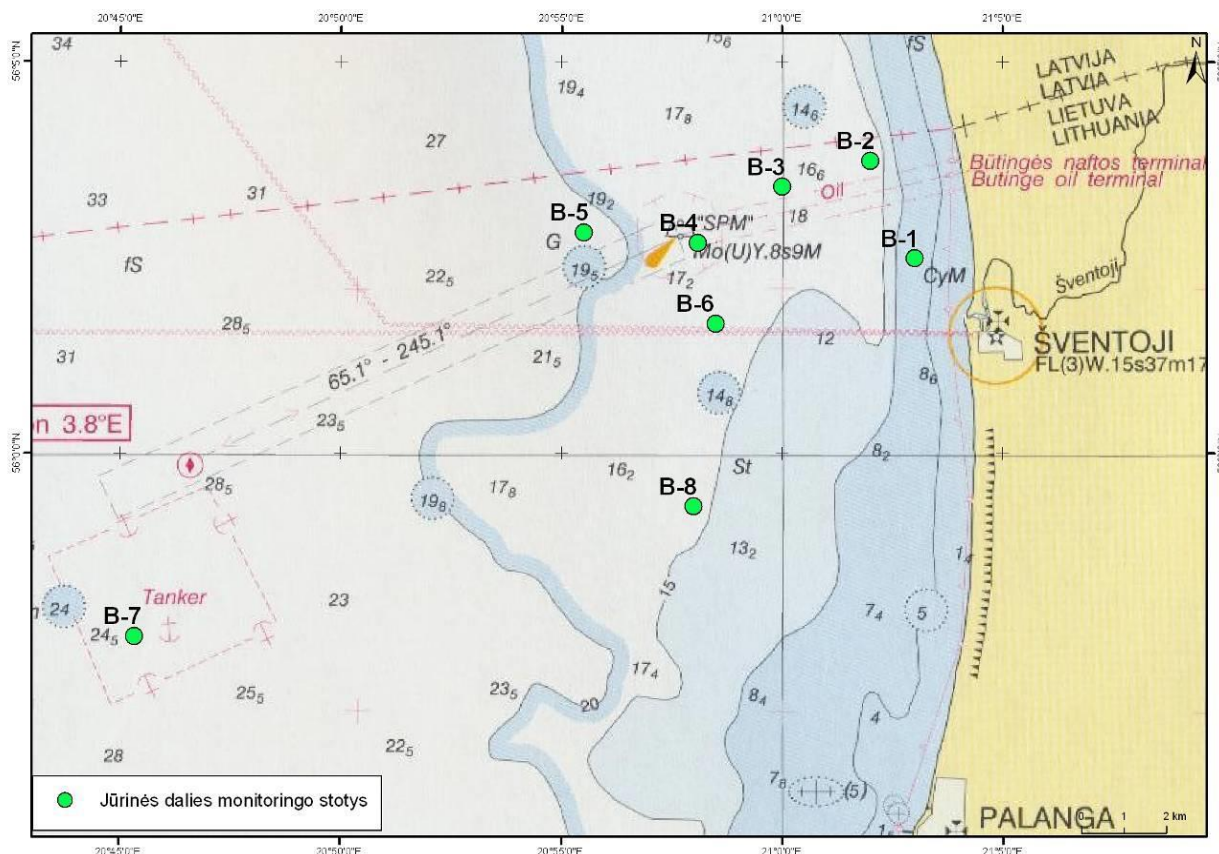 20°45'0"E 20°50'0"E 20°55'0"E 21°0'0"E 21°5'0"E
56°5'0"N
N
34
15₆
fS
19₄
17₈
14₆
27
LATVIJA
LATVIA
LIETUVA
LITHUANIA
B-2
B-3
16₆
Būtingės naftos terminal
Butinge oil terminal
Oil
33
31
19₂
18
B-5
G
B-4
"SPM"
Mo(U)Y.8s9M
B-1
CyM
fS
19₅
17₂
22₅
Šventoji
28₅
B-6
12
ŠVENTOJI
FL(3)W.15s37m17
31
65.1° - 245.1°
21₅
8₆
14₈
on 3.8°E
23₅
8₂
56°0'0"N
28₅
16₂
St
17₈
B-8
19₈
13₂
1₄
Tanker
24
23
15
7₄
5
B-7
24₅
17₄
25₅
23₅
20
8₄
4
28
22₅
7₈
(5)
Jūrinės dalies monitoringo stotys
PALANGA
0 1 2 km
1
20°45'0"E 20°50'0"E 20°55'0"E 21°0'0"E 21°5'0"E